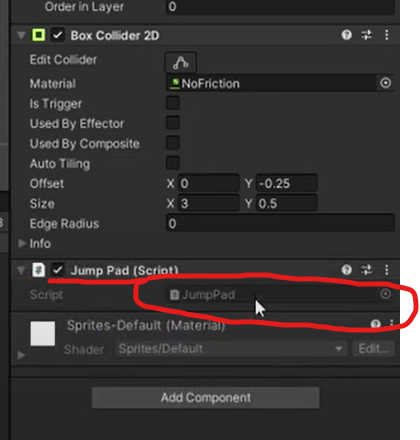 Order in Layer 0
Box Collider 2D
Edit Collider
Material NoFriction
Is Trigger
Used By Effector
Used By Composite
Auto Tiling
Offset X 0 Y -0.25
Size X 3 Y 0.5
Edge Radius 0
Info
# Jump Pad (Script)
Script # JumpPad
Sprites-Default (Material)
Shader Sprites/Default Edit...
Add Component